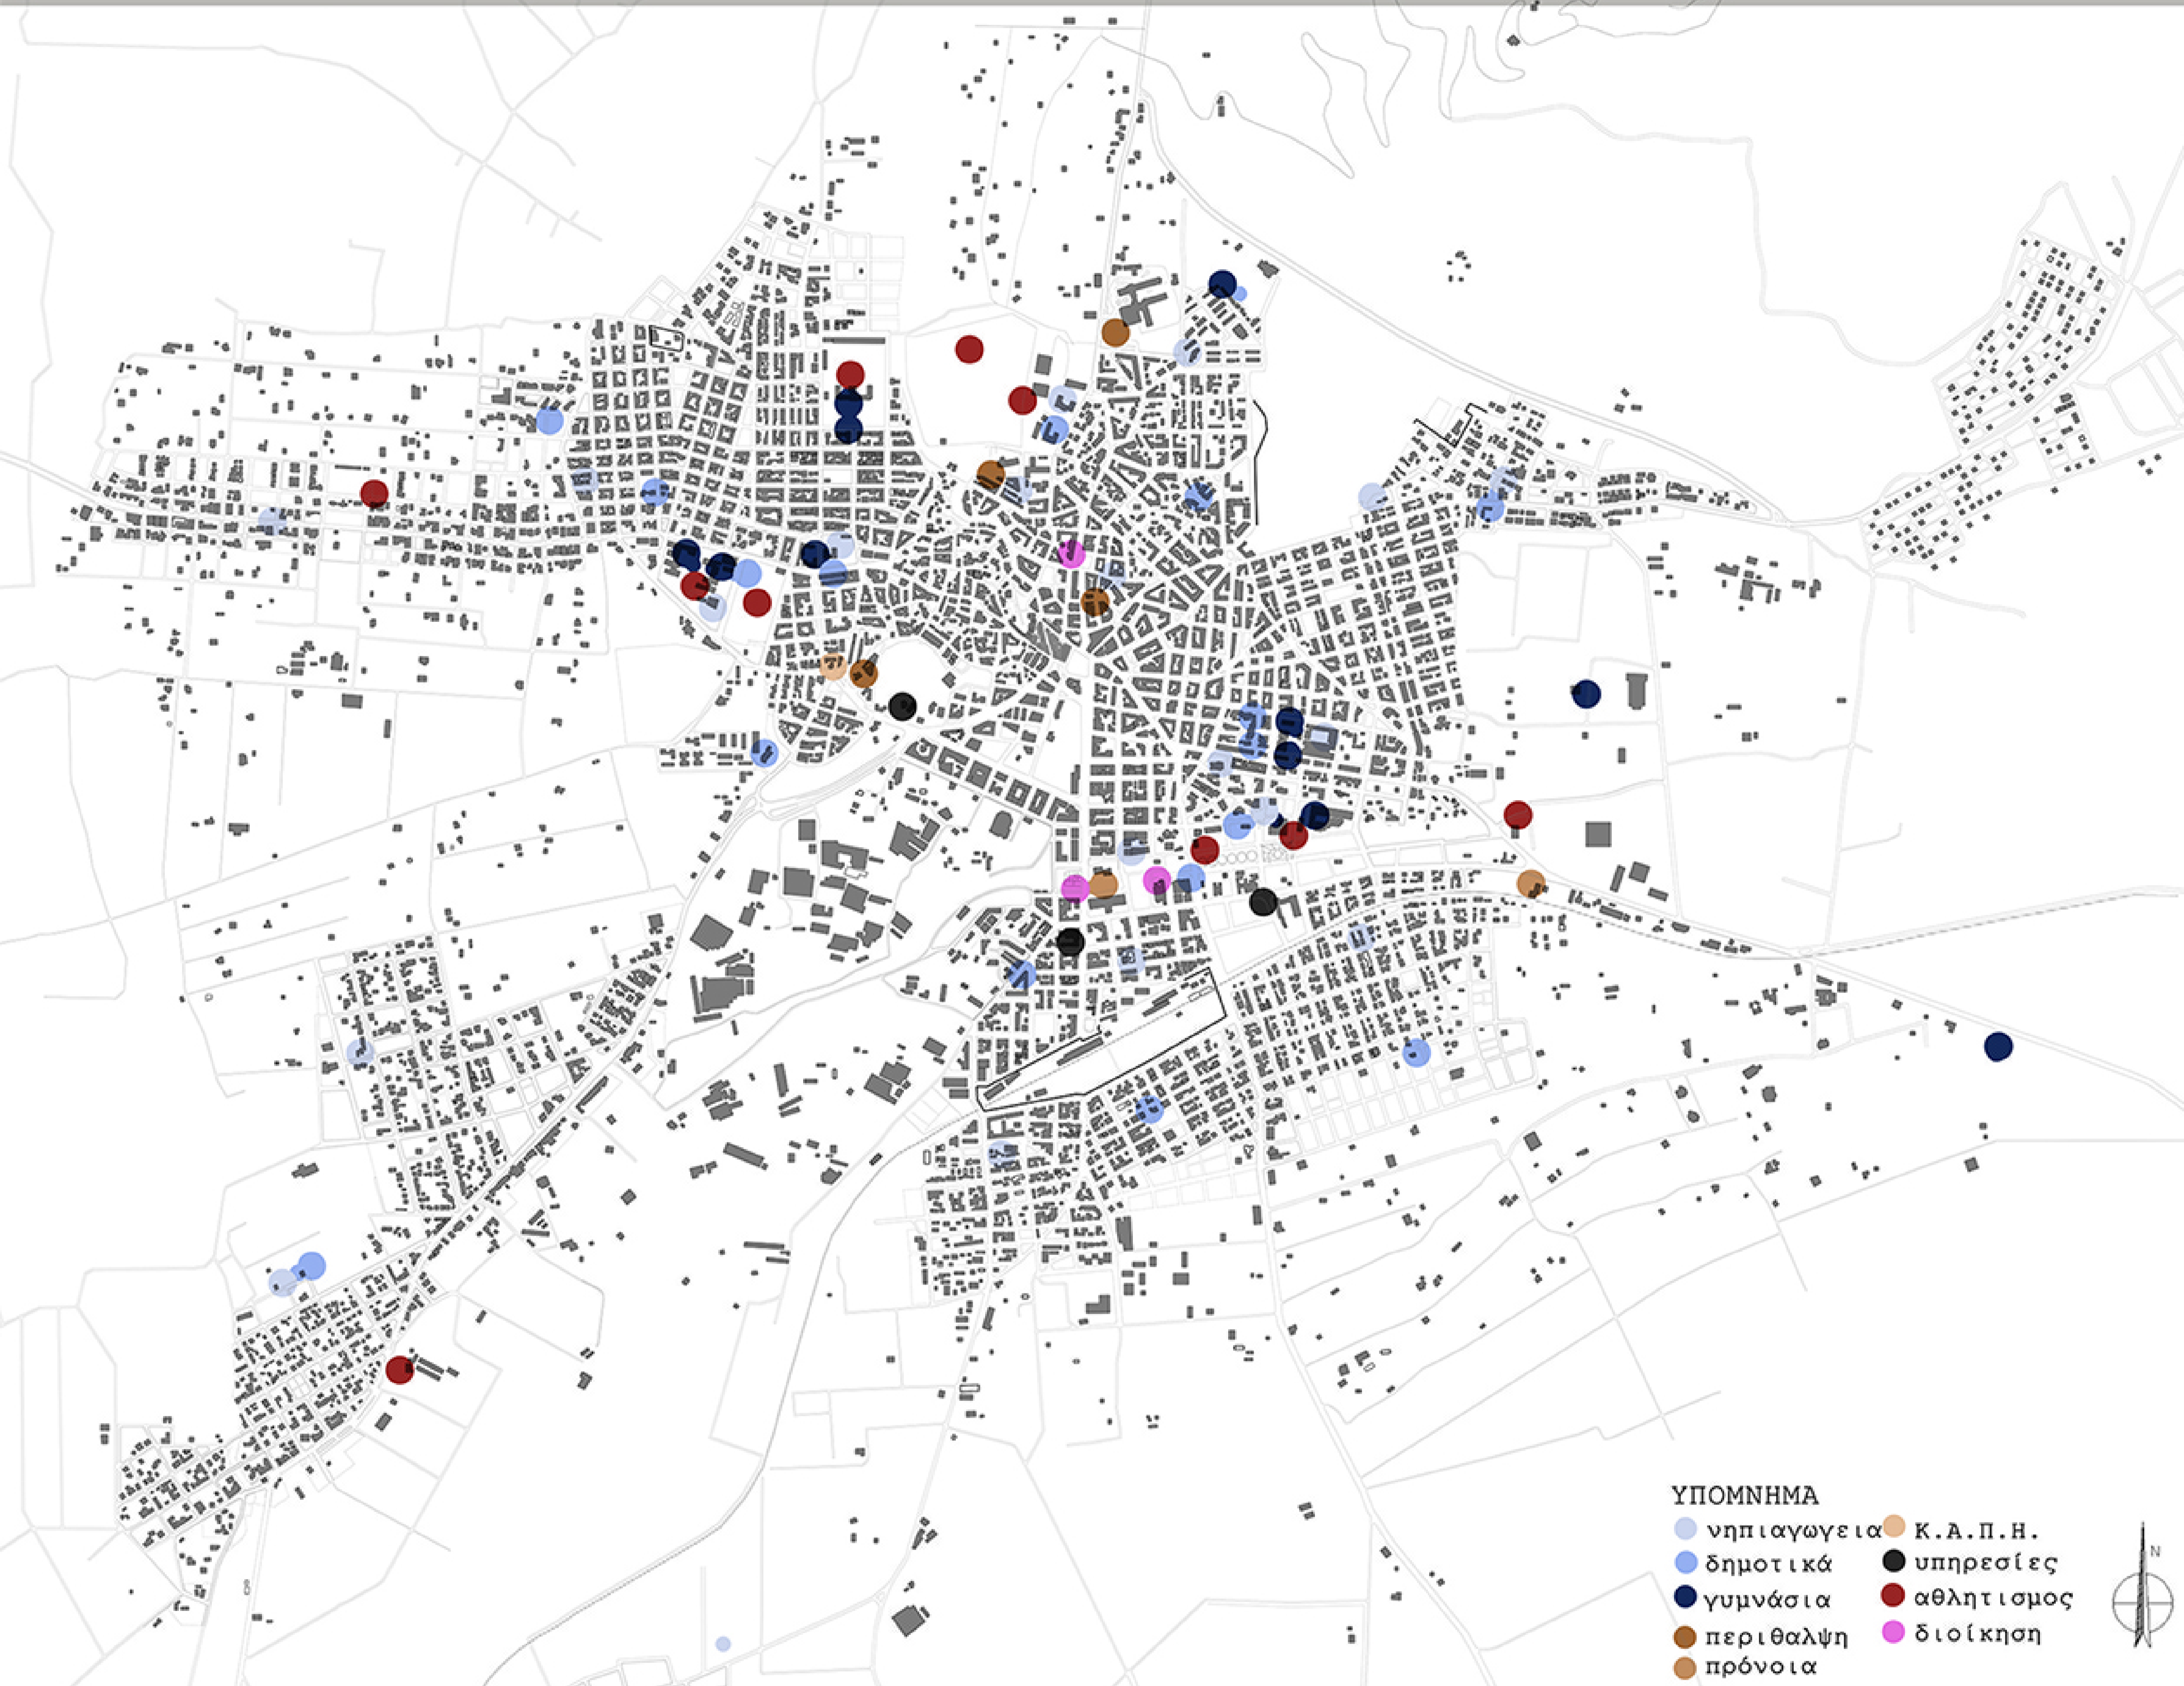 ΥΠΟΜΝΗΜΑ
νηπιαγωγεια
δημοτικά
γυμνάσια
περιθαλψη
πρόνοια
Κ.Α.Π.Η.
υπηρεσίες
αθλητισμος
διοίκηση
N